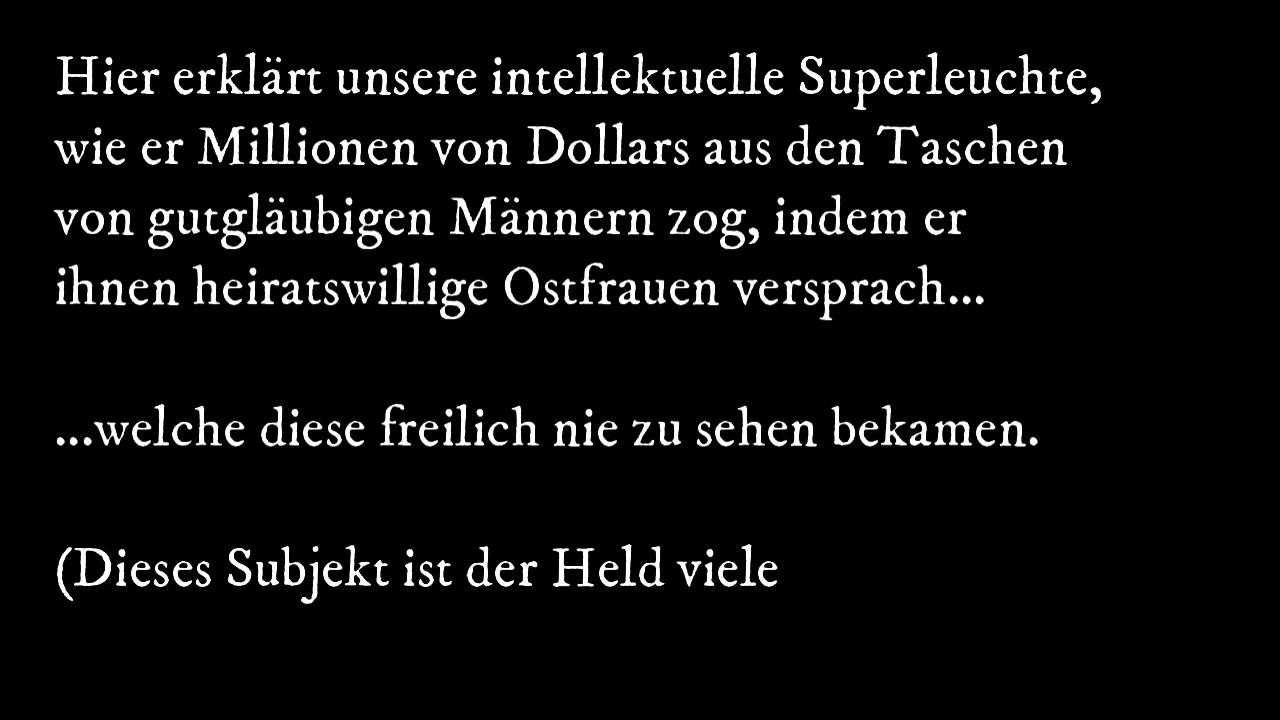 Hier erklärt unsere intellektuelle Superleuchte,
wie er Millionen von Dollars aus den Taschen
von gutgläubigen Männern zog, indem er
ihnen heiratswillige Ostfrauen versprach...
...welche diese freilich nie zu sehen bekamen.
(Dieses Subjekt ist der Held viele